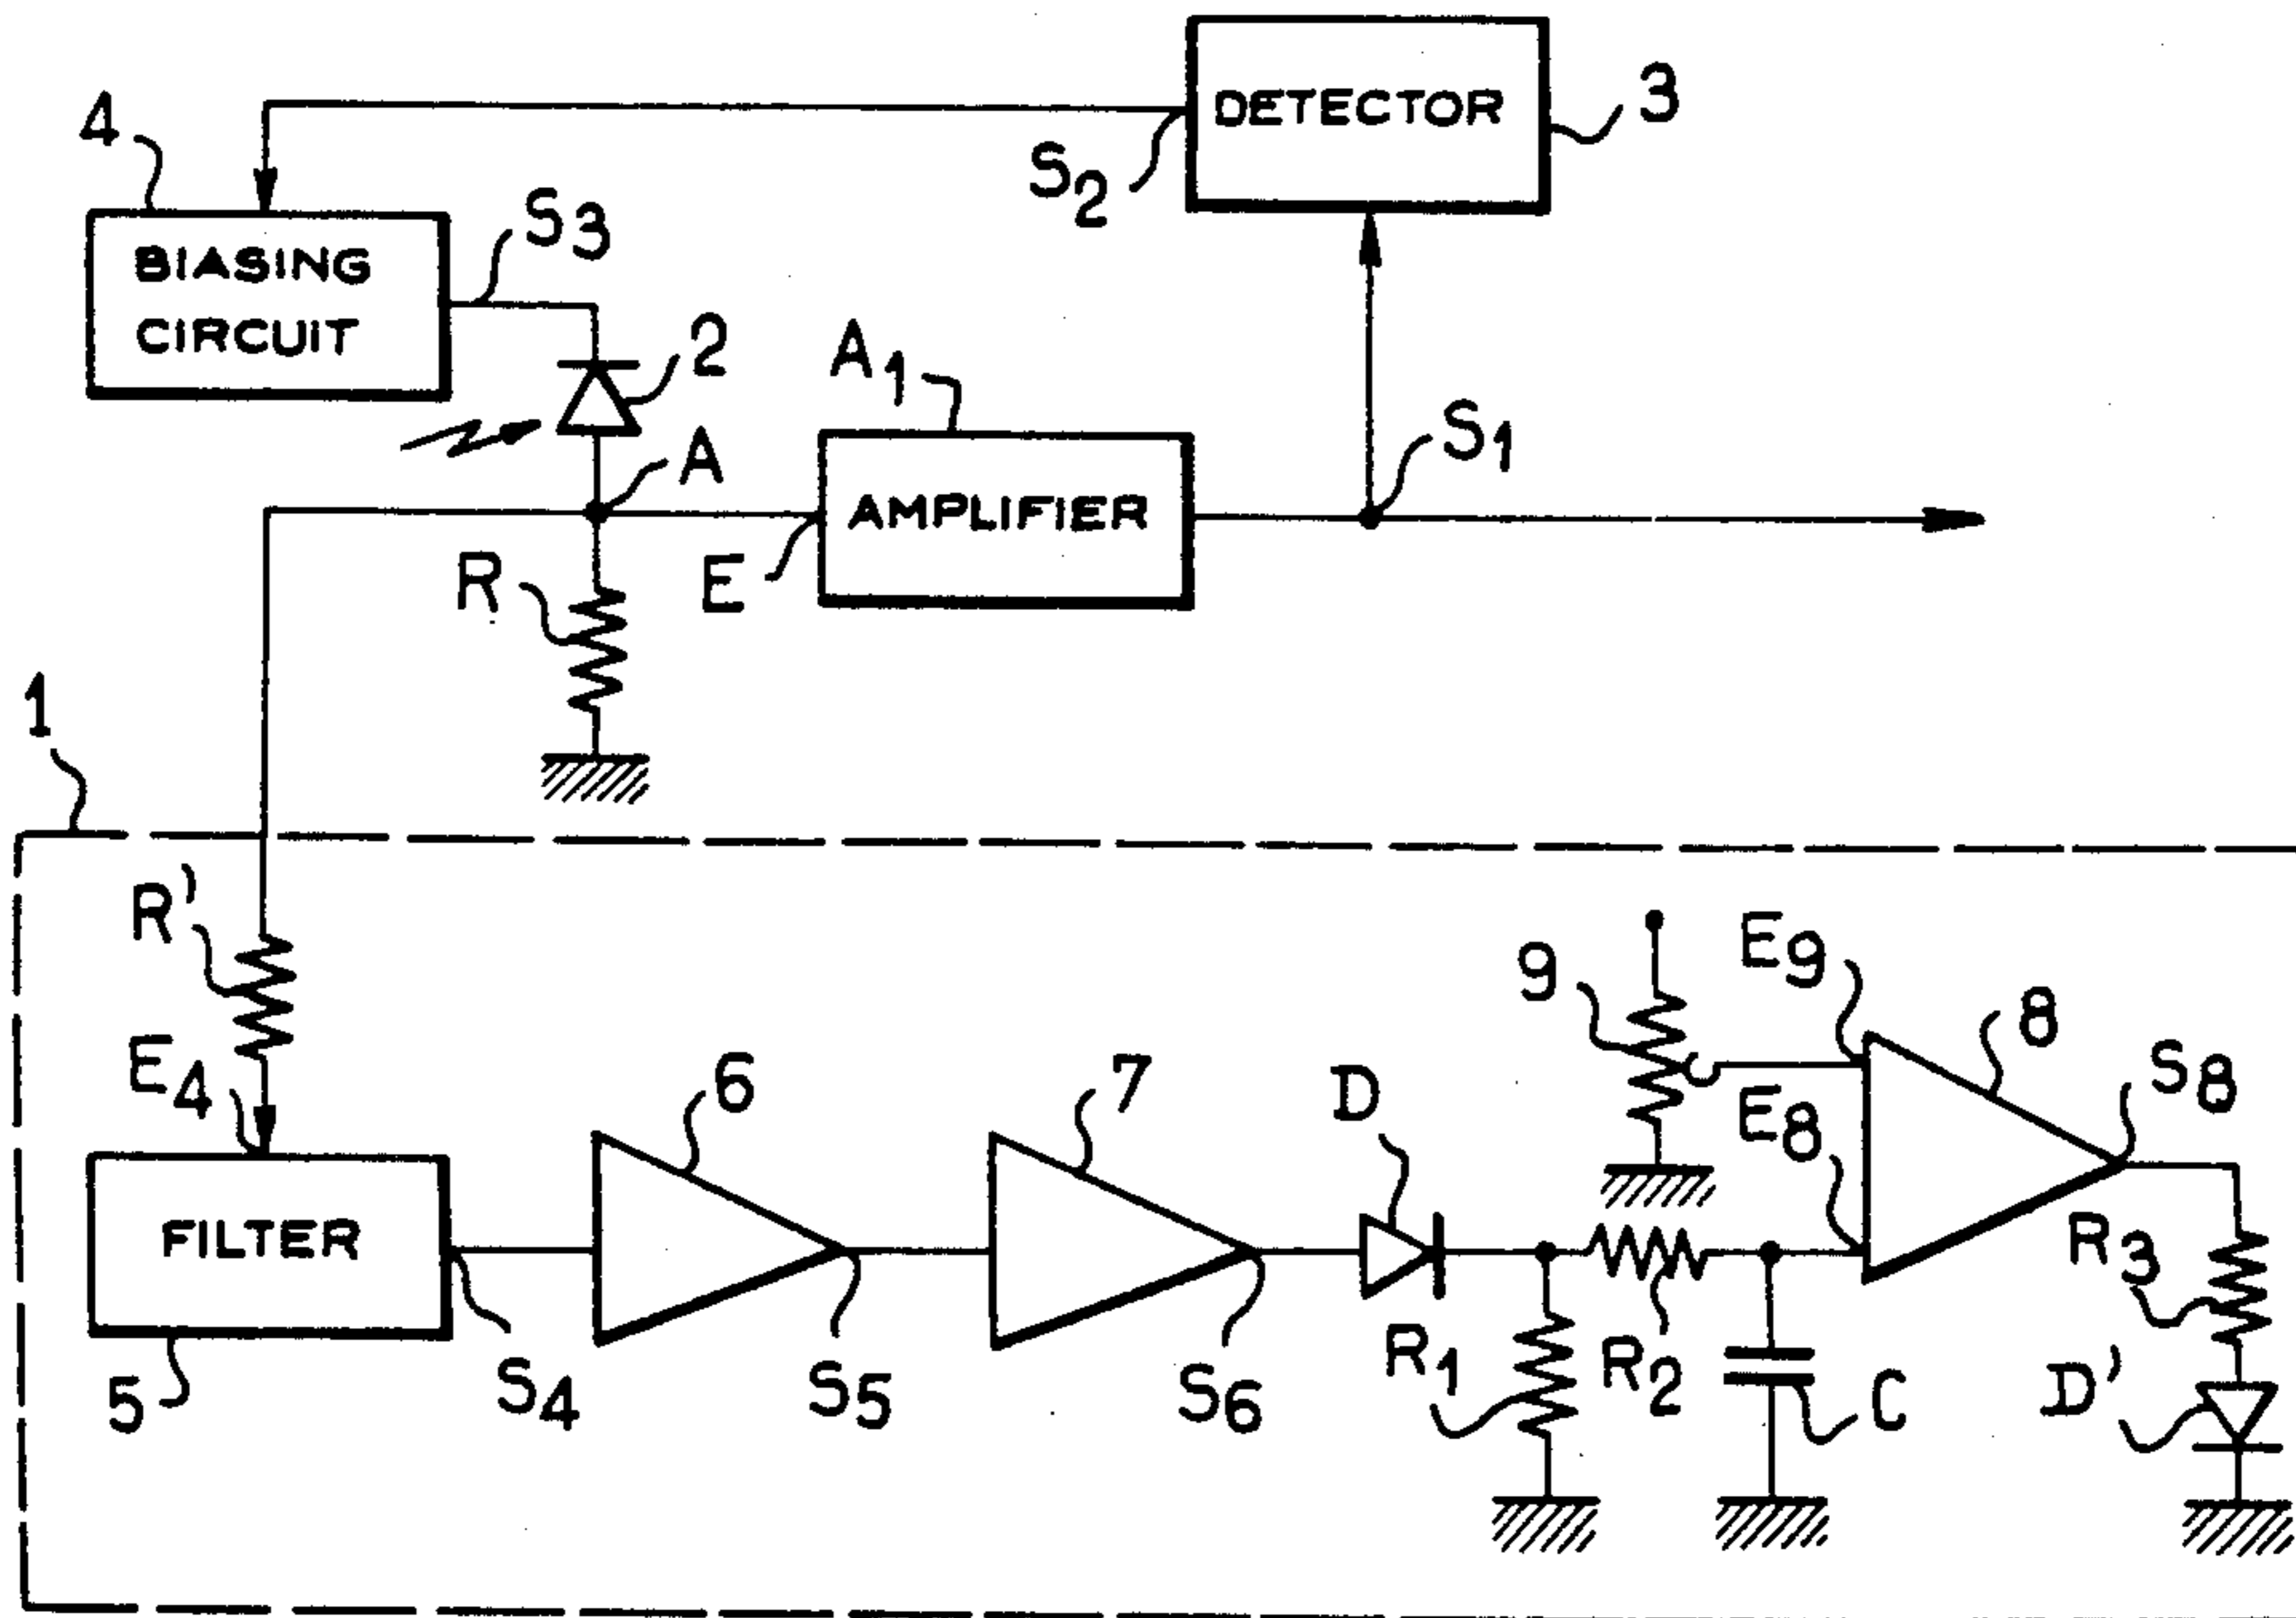 DETECTOR
3
4
S2
S3
BIASING
CIRCUIT
2
A1
A
S1
AMPLIFIER
E
R
1
R'
E9
9
8
E4
6
7
D
E8
S8
FILTER
R3
R1
R2
C
D'
5
S4
S5
S6